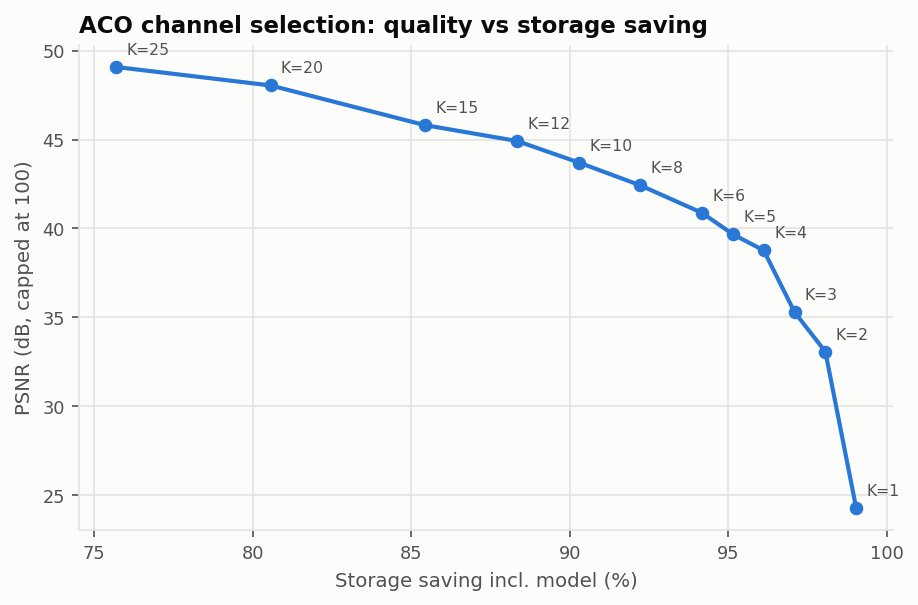 ACO channel selection: quality vs storage saving
50
45
40
35
30
25
PSNR (dB, capped at 100)
K=25
K=20
K=15
K=12
K=10
K=8
K=6
K=5
K=4
K=3
K=2
K=1
75
80
85
90
95
100
Storage saving incl. model (%)